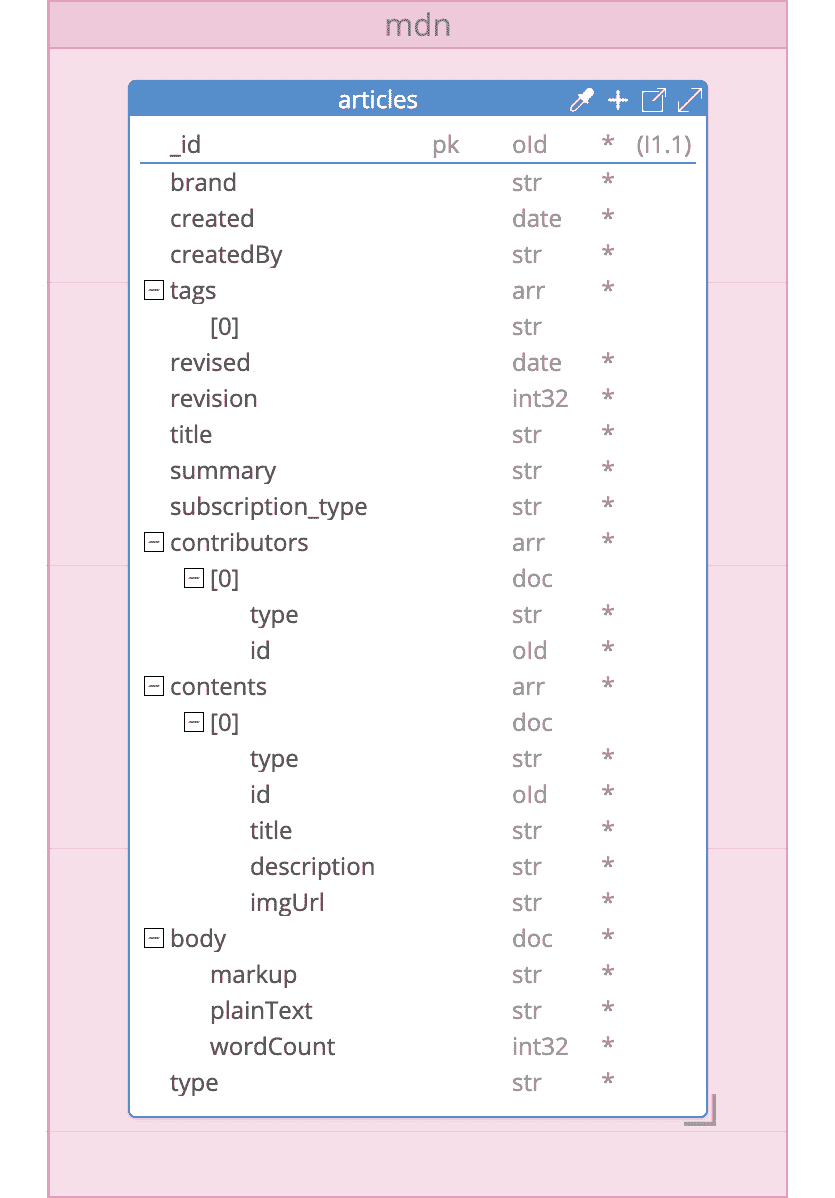 mdn
articles
_id pk oId * (I1.1)
brand str *
created date *
createdBy str *
tags arr *
[0] str
revised date *
revision int32 *
title str *
summary str *
subscription_type str *
contributors arr *
[0] doc
type str *
id oId *
contents arr *
[0] doc
type str *
id oId *
title str *
description str *
imgUrl str *
body doc *
markup str *
plainText str *
wordCount int32 *
type str *